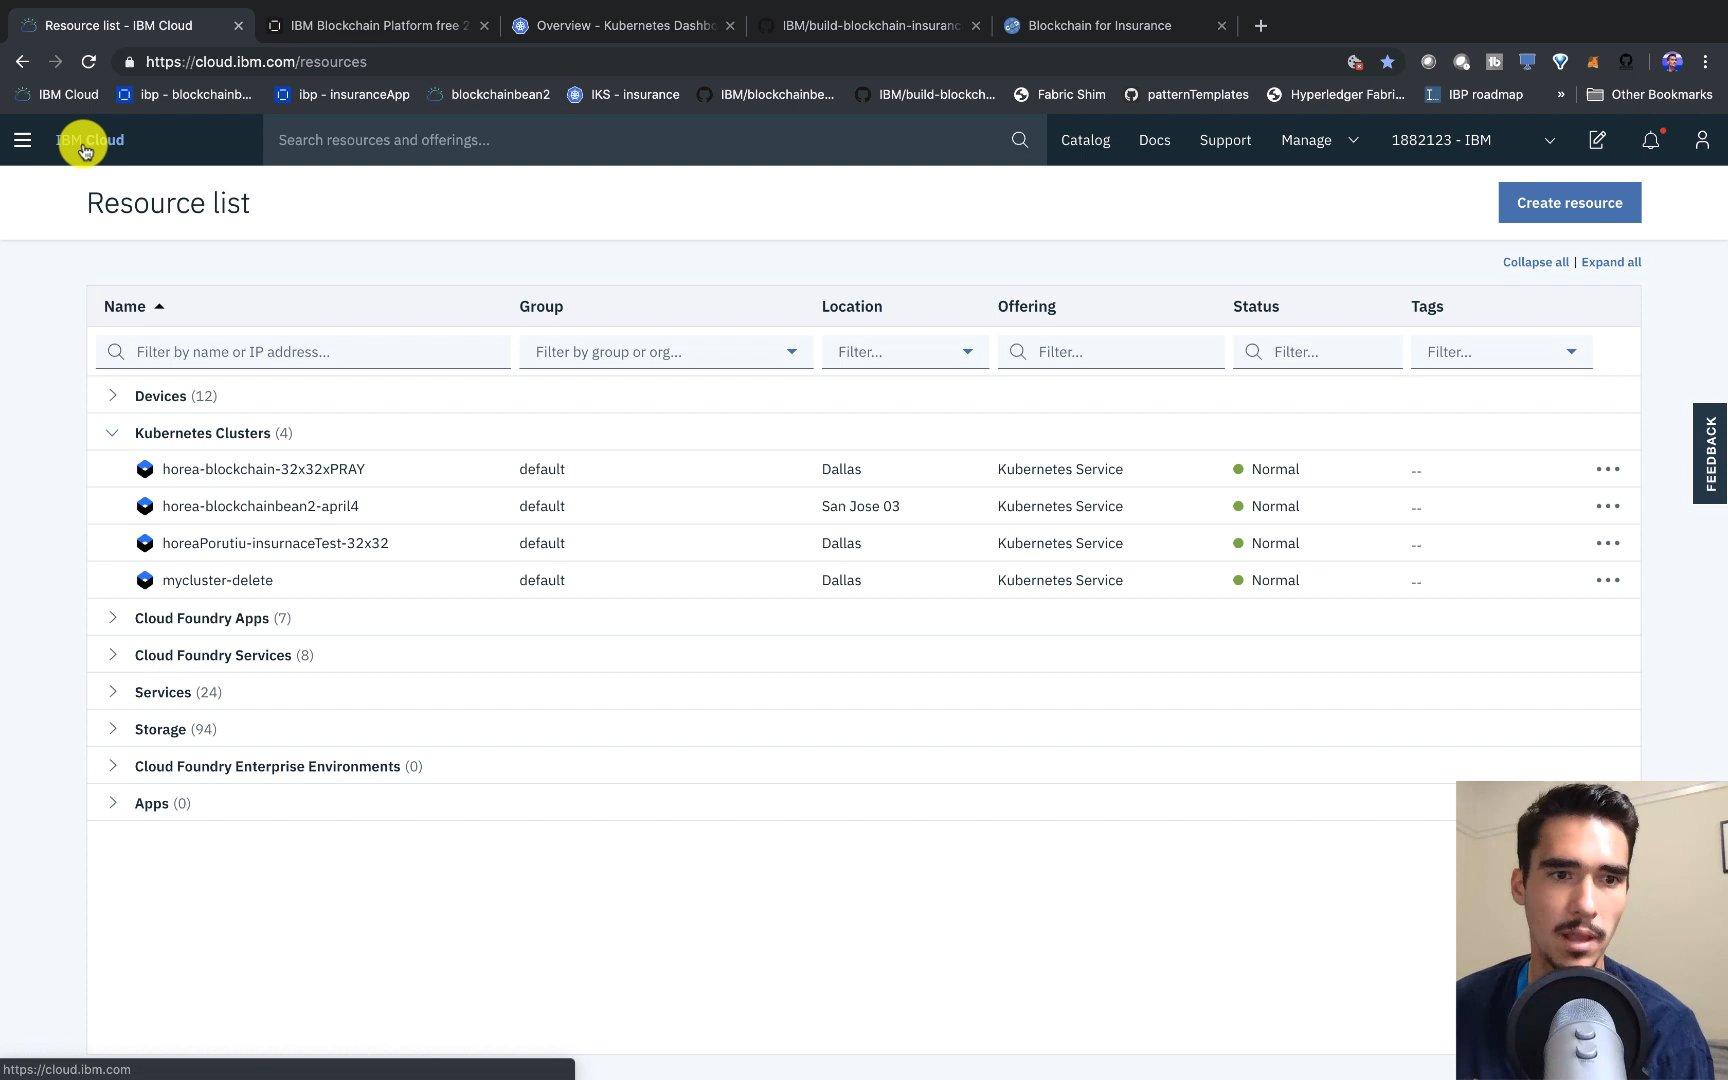 Resource list - IBM Cloud
IBM Blockchain Platform free 2
Overview - Kubernetes Dashbo
IBM/build-blockchain-insuranc
Blockchain for Insurance
https://cloud.ibm.com/resources
IBM Cloud
ibp - blockchainb...
ibp - insuranceApp
blockchainbean2
IKS - insurance
IBM/blockchainbe...
IBM/build-blockch...
Fabric Shim
patternTemplates
Hyperledger Fabri...
IBP roadmap
»
Other Bookmarks
IBM Cloud
Search resources and offerings...
Catalog
Docs
Support
Manage
1882123 - IBM
Resource list
Create resource
Collapse all | Expand all
Name Group Location Offering Status Tags
Filter by name or IP address... Filter by group or org... Filter... Filter... Filter... Filter...
Devices (12)
Kubernetes Clusters (4)
horea-blockchain-32x32xPRAY default Dallas Kubernetes Service Normal --
horea-blockchainbean2-april4 default San Jose 03 Kubernetes Service Normal --
horeaPorutiu-insurnaceTest-32x32 default Dallas Kubernetes Service Normal --
mycluster-delete default Dallas Kubernetes Service Normal --
Cloud Foundry Apps (7)
Cloud Foundry Services (8)
Services (24)
Storage (94)
Cloud Foundry Enterprise Environments (0)
Apps (0)
FEEDBACK
https://cloud.ibm.com